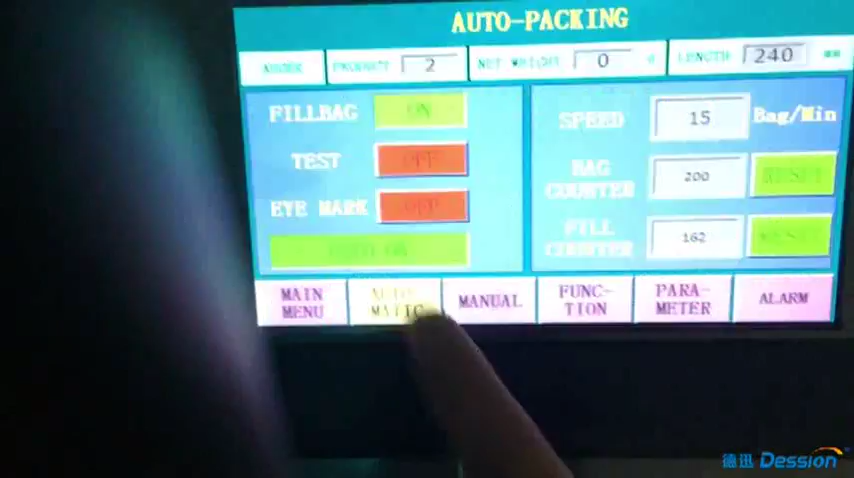 AUTO-PACKING
PRODUCT 2 NET WEIGHT 0 LENGTH 240
FILLBAG ON
TEST OFF
EYE MARK OFF
SPEED 15 Bag/Min
BAG COUNTER 200 RESET
FILL COUNTER 162 RESET
MAIN MENU
AUTO-MATIC
MANUAL
FUNC-TION
PARA-METER
ALARM
德迅 Dession